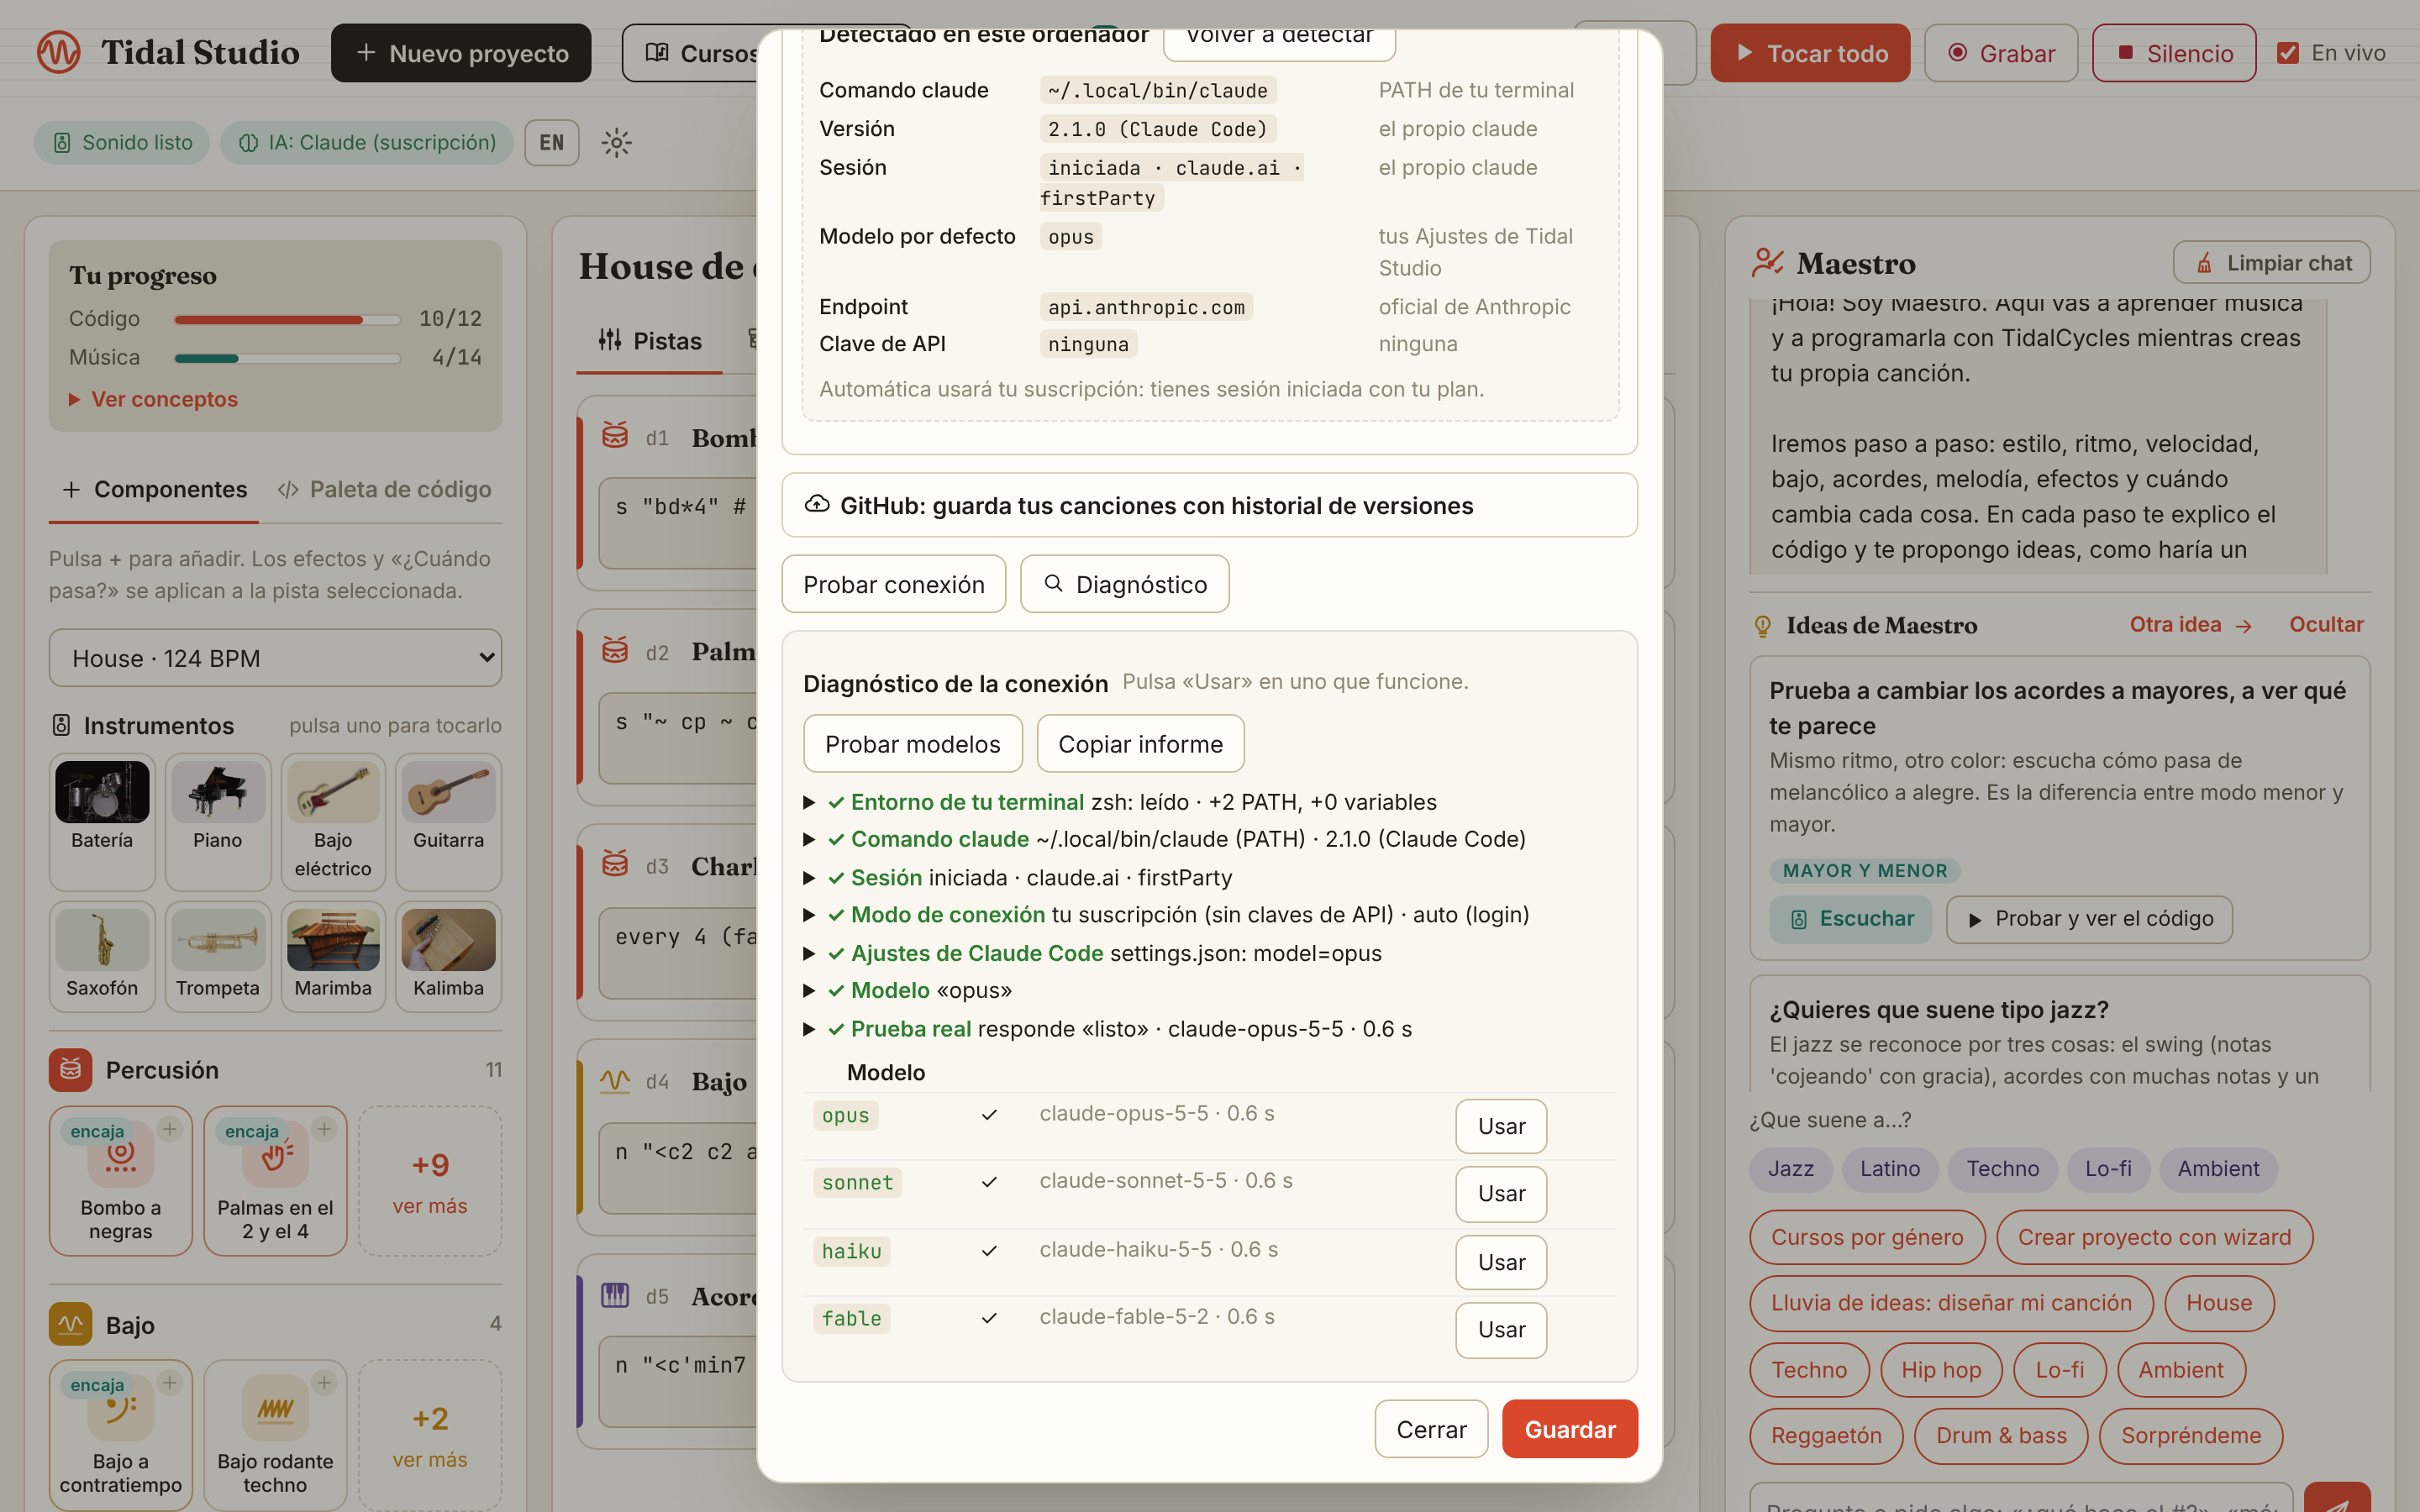 Tidal Studio
Nuevo proyecto
Cursos
Tocar todo
Grabar
Silencio
En vivo
Sonido listo
IA: Claude (suscripción)
EN
Tu progreso
Código 10/12
Música 4/14
Ver conceptos
Componentes
Paleta de código
Pulsa + para añadir. Los efectos y «¿Cuándo
pasa?» se aplican a la pista seleccionada.
House · 124 BPM
Instrumentos pulsa uno para tocarlo
Batería
Piano
Bajo
eléctrico
Guitarra
Saxofón
Trompeta
Marimba
Kalimba
Percusión 11
encaja
Bombo a
negras
encaja
Palmas en el
2 y el 4
+9
ver más
Bajo 4
encaja
Bajo a
contratiempo
Bajo rodante
techno
+2
ver más
House de
Pistas
d1
s "bd*4" #
d2
s "~ cp ~
d3
every 4
d4 Bajo
n "<c2 c2
d5
n "<c'min7
Detectado en este ordenador
Volver a detectar
Comando claude ~/.local/bin/claude PATH de tu terminal
Versión 2.1.0 (Claude Code) el propio claude
Sesión iniciada · claude.ai · el propio claude
firstParty
Modelo por defecto opus tus Ajustes de Tidal
Studio
Endpoint api.anthropic.com oficial de Anthropic
Clave de API ninguna ninguna
Automática usará tu suscripción: tienes sesión iniciada con tu plan.
GitHub: guarda tus canciones con historial de versiones
Probar conexión
Diagnóstico
Diagnóstico de la conexión Pulsa «Usar» en uno que funcione.
Probar modelos
Copiar informe
Entorno de tu terminal zsh: leído · +2 PATH, +0 variables
Comando claude ~/.local/bin/claude (PATH) · 2.1.0 (Claude Code)
Sesión iniciada · claude.ai · firstParty
Modo de conexión tu suscripción (sin claves de API) · auto (login)
Ajustes de Claude Code settings.json: model=opus
Modelo «opus»
Prueba real responde «listo» · claude-opus-5-5 · 0.6 s
Modelo
opus ✓ claude-opus-5-5 · 0.6 s Usar
sonnet ✓ claude-sonnet-5-5 · 0.6 s Usar
haiku ✓ claude-haiku-5-5 · 0.6 s Usar
fable ✓ claude-fable-5-2 · 0.6 s Usar
Cerrar
Guardar
Maestro
Limpiar chat
¡Hola! Soy Maestro. Aquí vas a aprender música
y a programarla con TidalCycles mientras creas
tu propia canción.
Iremos paso a paso: estilo, ritmo, velocidad,
bajo, acordes, melodía, efectos y cuándo
cambia cada cosa. En cada paso te explico el
código y te propongo ideas, como haría un
Ideas de Maestro
Otra idea →
Ocultar
Prueba a cambiar los acordes a mayores, a ver qué
te parece
Mismo ritmo, otro color: escucha cómo pasa de
melancólico a alegre. Es la diferencia entre modo menor y
mayor.
MAYOR Y MENOR
Escuchar
Probar y ver el código
¿Quieres que suene tipo jazz?
El jazz se reconoce por tres cosas: el swing (notas
'cojeando' con gracia), acordes con muchas notas y un
¿Que suene a...?
Jazz
Latino
Techno
Lo-fi
Ambient
Cursos por género
Crear proyecto con wizard
Lluvia de ideas: diseñar mi canción
House
Techno
Hip hop
Lo-fi
Ambient
Reggaetón
Drum & bass
Sorpréndeme